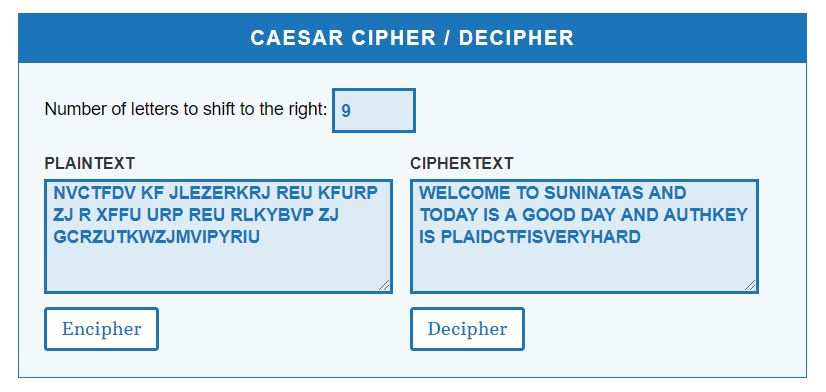 CAESAR CIPHER / DECIPHER
Number of letters to shift to the right: 9
PLAINTEXT
NVCTFDV KF JLEZERKRJ REU KFURP
ZJ R XFFU URP REU RLKYBVP ZJ
GCRZUTKWZJMVIPYRIU
CIPHERTEXT
WELCOME TO SUNINATAS AND
TODAY IS A GOOD DAY AND AUTHKEY
IS PLAIDCTFISVERYHARD
Encipher
Decipher